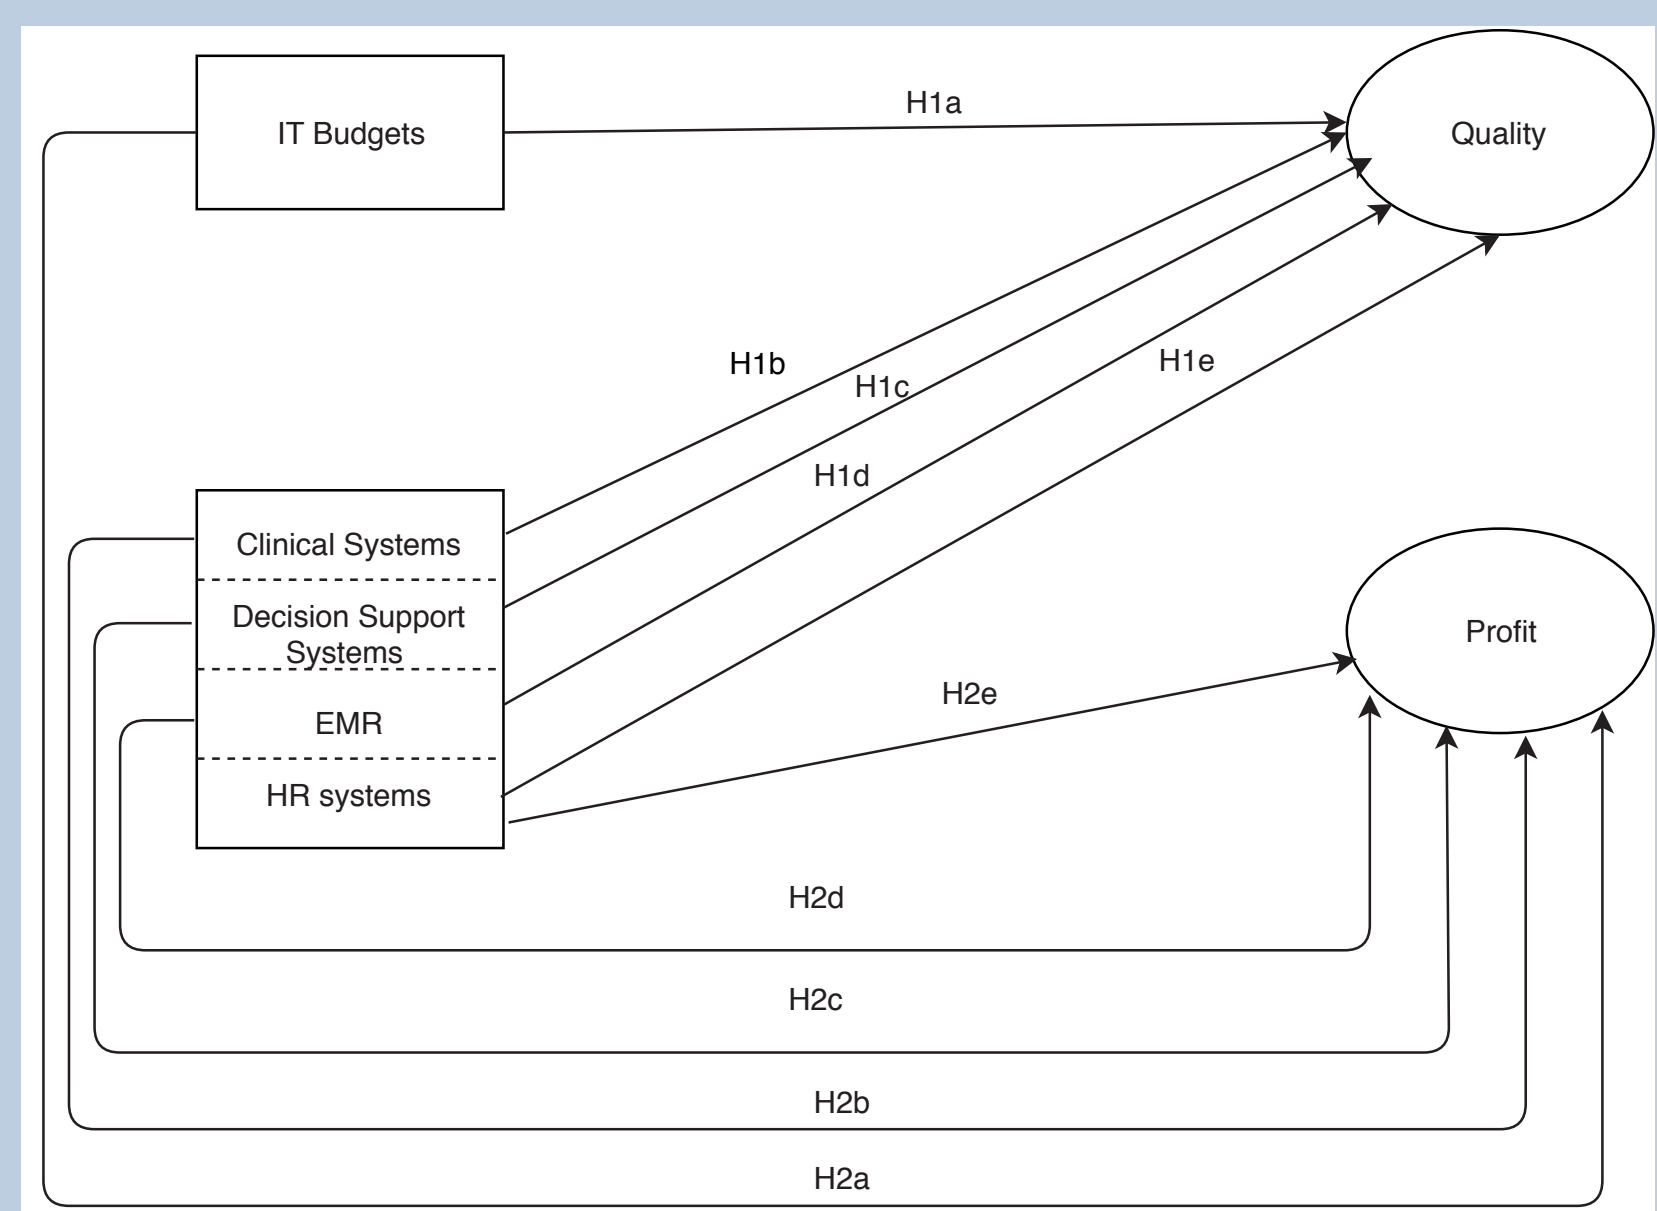 H1a
IT Budgets
Quality
H1b
H1e
H1c
H1d
Clinical Systems
Decision Support
Systems
Profit
H2e
EMR
HR systems
H2d
H2c
H2b
H2a